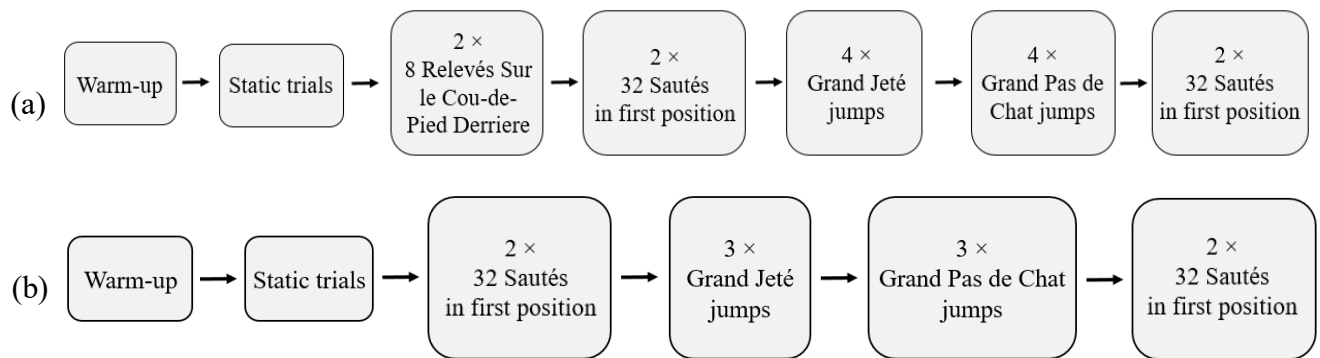 (a)
Warm-up
Static trials
2 ×
8 Relevés Sur
le Cou-de-
Pied Derriere
2 ×
32 Sautés
in first position
4 ×
Grand Jeté
jumps
4 ×
Grand Pas de
Chat jumps
2 ×
32 Sautés
in first position
(b)
Warm-up
Static trials
2 ×
32 Sautés
in first position
3 ×
Grand Jeté
jumps
3 ×
Grand Pas de Chat
jumps
2 ×
32 Sautés
in first position